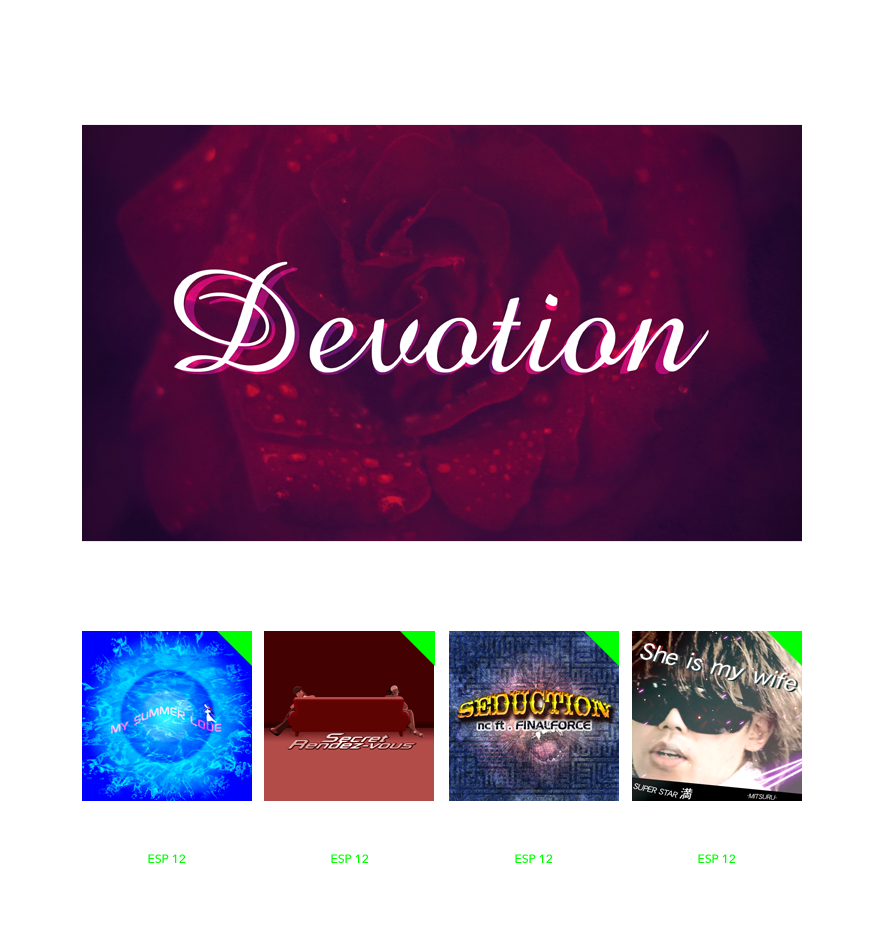 Devotion
MY SUMMER LOVE
Secret
Rendez-vous
SEDUCTION
nc ft. FINALFORCE
She is my wife
SUPER STAR 満
-MITSURU-
ESP 12
ESP 12
ESP 12
ESP 12